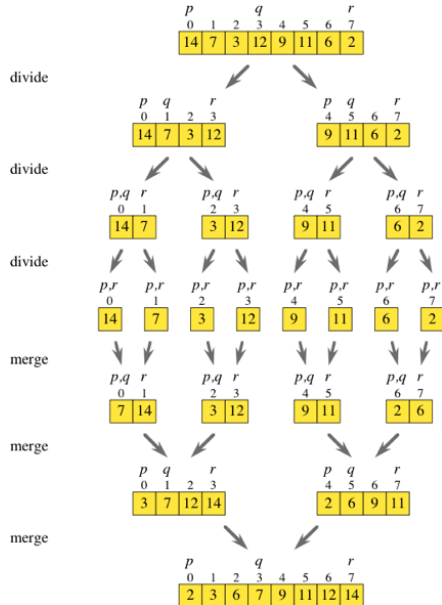 p q r
0 1 2 3 4 5 6 7
14 7 3 12 9 11 6 2
divide
p q r p q r
0 1 2 3 4 5 6 7
14 7 3 12 9 11 6 2
divide
p,q r p,q r p,q r p,q r
0 1 2 3 4 5 6 7
14 7 3 12 9 11 6 2
divide
p,r p,r p,r p,r p,r p,r p,r p,r
0 1 2 3 4 5 6 7
14 7 3 12 9 11 6 2
merge
p,q r p,q r p,q r p,q r
0 1 2 3 4 5 6 7
7 14 3 12 9 11 2 6
merge
p q r p q r
0 1 2 3 4 5 6 7
3 7 12 14 2 6 9 11
merge
p q r
0 1 2 3 4 5 6 7
2 3 6 7 9 11 12 14